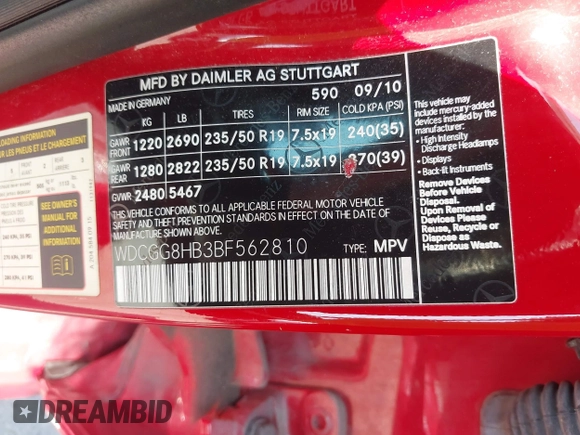 MFD BY DAIMLER AG STUTTGART
MADE IN GERMANY 590 09/10
KG LB TIRES RIM SIZE COLD KPA (PSI)
GAWR FRONT 1220 2690 235/50 R19 7.5x19 240(35)
GAWR REAR 1280 2822 235/50 R19 7.5x19 370(39)
GVWR 2480 5467
THIS VEHICLE CONFORMS TO ALL APPLICABLE FEDERAL MOTOR VEHICLE
SAFETY AND THEFT PREVENTION STANDARDS IN EFFECT ON THE DATE OF
MANUFACTURE SHOWN ABOVE.
WDCGG8HB3BF562810 TYPE: MPV
This vehicle may
include mercury-added
devices installed by
the manufacturer:
• High Intensity
Discharge Headlamps
• Displays
• Back-lit Instruments
Remove Devices
Before Vehicle
Disposal.
Upon Removal of
Devices Please
Reuse, Recycle
or Dispose as
Hazardous Waste.
LOADING INFORMATION
SEE OWNER'S
MANUAL FOR
ADDITIONAL
INFORMATION
DREAMBID